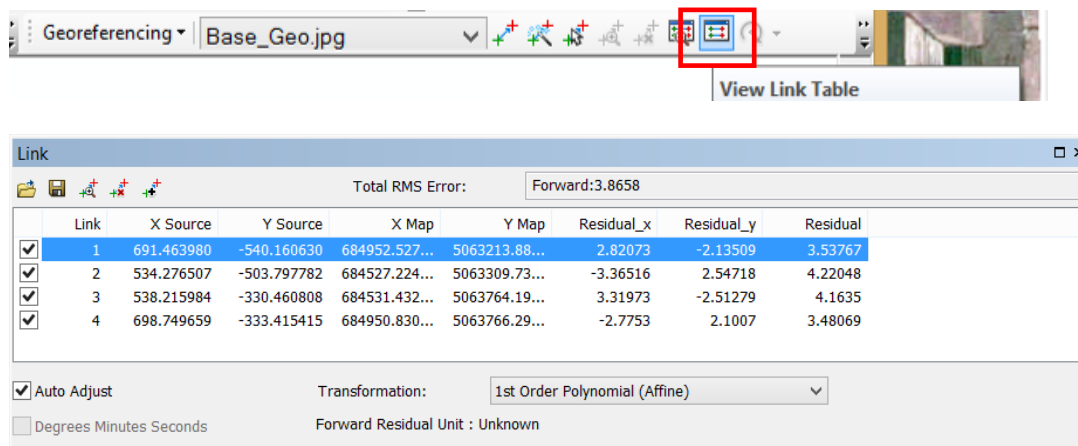 Georeferencing Base_Geo.jpg
View Link Table
Link
Total RMS Error: Forward:3.8658
Link X Source Y Source X Map Y Map Residual_x Residual_y Residual
1 691.463980 -540.160630 684952.527... 5063213.88... 2.82073 -2.13509 3.53767
2 534.276507 -503.797782 684527.224... 5063309.73... -3.36516 2.54718 4.22048
3 538.215984 -330.460808 684531.432... 5063764.19... 3.31973 -2.51279 4.1635
4 698.749659 -333.415415 684950.830... 5063766.29... -2.7753 2.1007 3.48069
Auto Adjust Transformation: 1st Order Polynomial (Affine)
Degrees Minutes Seconds Forward Residual Unit : Unknown